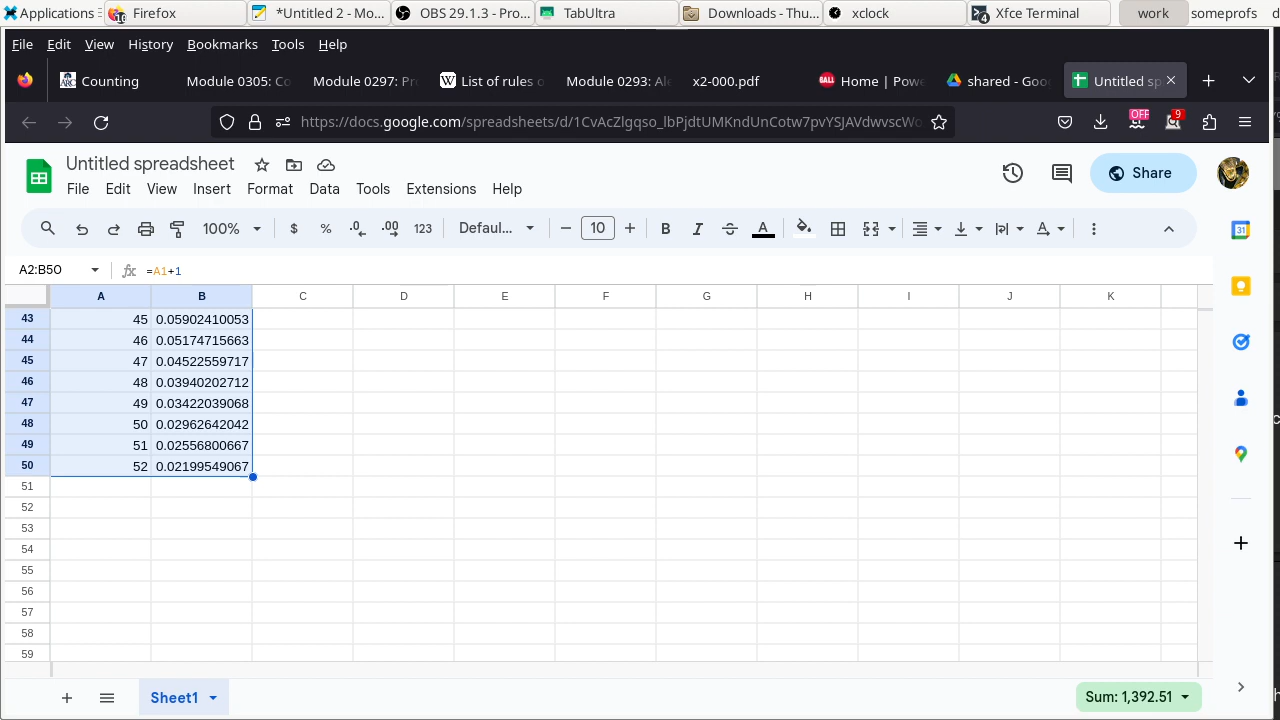 Applications
Firefox
*Untitled 2 - Mo...
OBS 29.1.3 - Pro...
TabUltra
Downloads - Thu...
xclock
Xfce Terminal
work
someprofs
File Edit View History Bookmarks Tools Help
Counting
Module 0305: Co
Module 0297: Pr
List of rules o
Module 0293: Al
x2-000.pdf
Home | Powe
shared - Goo
Untitled sp
https://docs.google.com/spreadsheets/d/1CvAcZlgqso_lbPjdtUMKndUnCotw7pvYSJAVdwvscWo
OFF
9
Untitled spreadsheet
File Edit View Insert Format Data Tools Extensions Help
Share
100% $ % .0 .00 123 Defaul... − 10 + B I A
A2:B50 fx =A1+1
A B C D E F G H I J K
43 45 0.05902410053
44 46 0.05174715663
45 47 0.04522559717
46 48 0.03940202712
47 49 0.03422039068
48 50 0.02962642042
49 51 0.02556800667
50 52 0.02199549067
51
52
53
54
55
56
57
58
59
Sheet1
Sum: 1,392.51
31